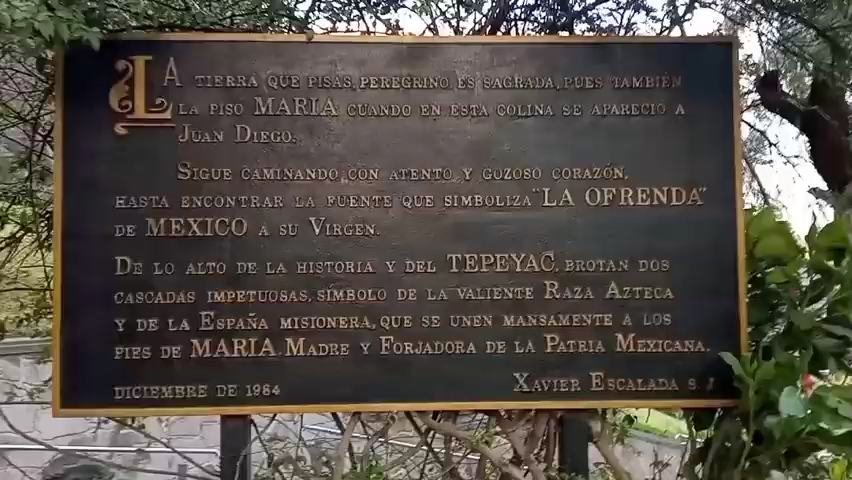 LA TIERRA QUE PISAS, PEREGRINO ES SAGRADA, PUES TAMBIÉN
LA PISO MARIA CUANDO EN ESTA COLINA SE APARECIO A
JUAN DIEGO.
SIGUE CAMINANDO, CON ATENTO Y GOZOSO CORAZÓN,
HASTA ENCONTRAR LA FUENTE QUE SIMBOLIZA "LA OFRENDA"
DE MEXICO A SU VIRGEN.
DE LO ALTO DE LA HISTORIA Y DEL TEPEYAC, BROTAN DOS
CASCADAS IMPETUOSAS, SIMBOLO DE LA VALIENTE RAZA AZTECA
Y DE LA ESPAÑA MISIONERA, QUE SE UNEN MANSAMENTE A LOS
PIES DE MARIA MADRE Y FORJADORA DE LA PATRIA MEXICANA.
DICIEMBRE DE 1984
XAVIER ESCALADA S. J